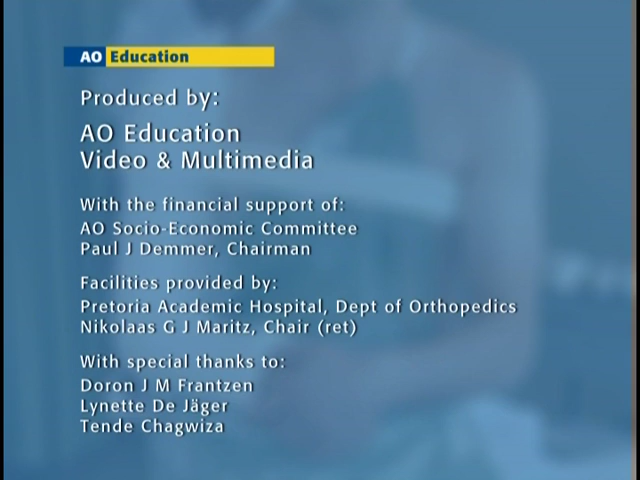 AO Education
Produced by:
AO Education
Video & Multimedia
With the financial support of:
AO Socio-Economic Committee
Paul J Demmer, Chairman
Facilities provided by:
Pretoria Academic Hospital, Dept of Orthopedics
Nikolaas G J Maritz, Chair (ret)
With special thanks to:
Doron J M Frantzen
Lynette De Jäger
Tende Chagwiza